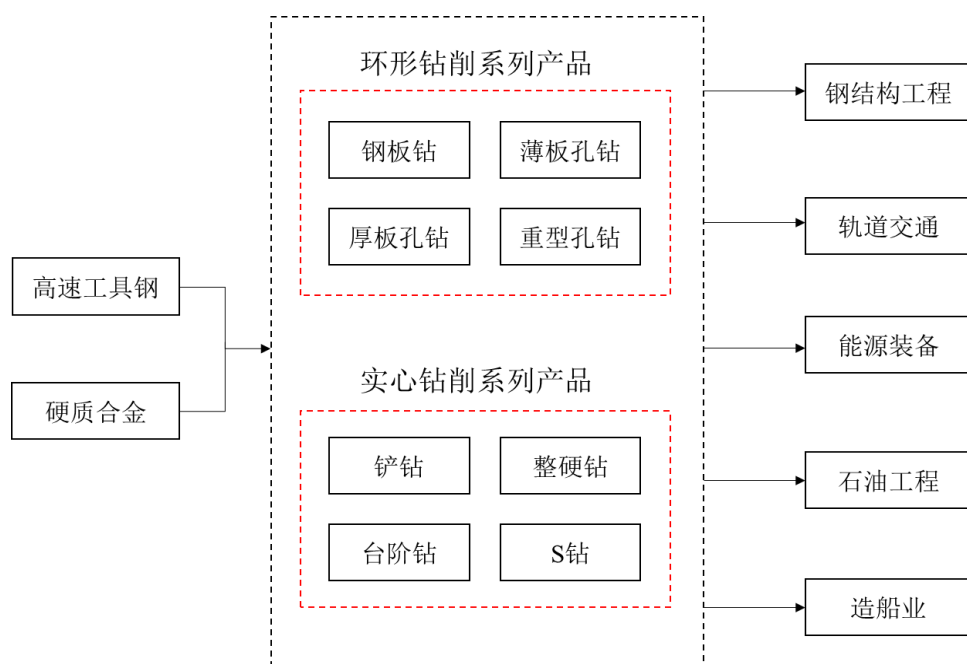 高速工具钢
硬质合金
环形钻削系列产品
钢板钻
薄板孔钻
厚板孔钻
重型孔钻
实心钻削系列产品
铲钻
整硬钻
台阶钻
S钻
钢结构工程
轨道交通
能源装备
石油工程
造船业